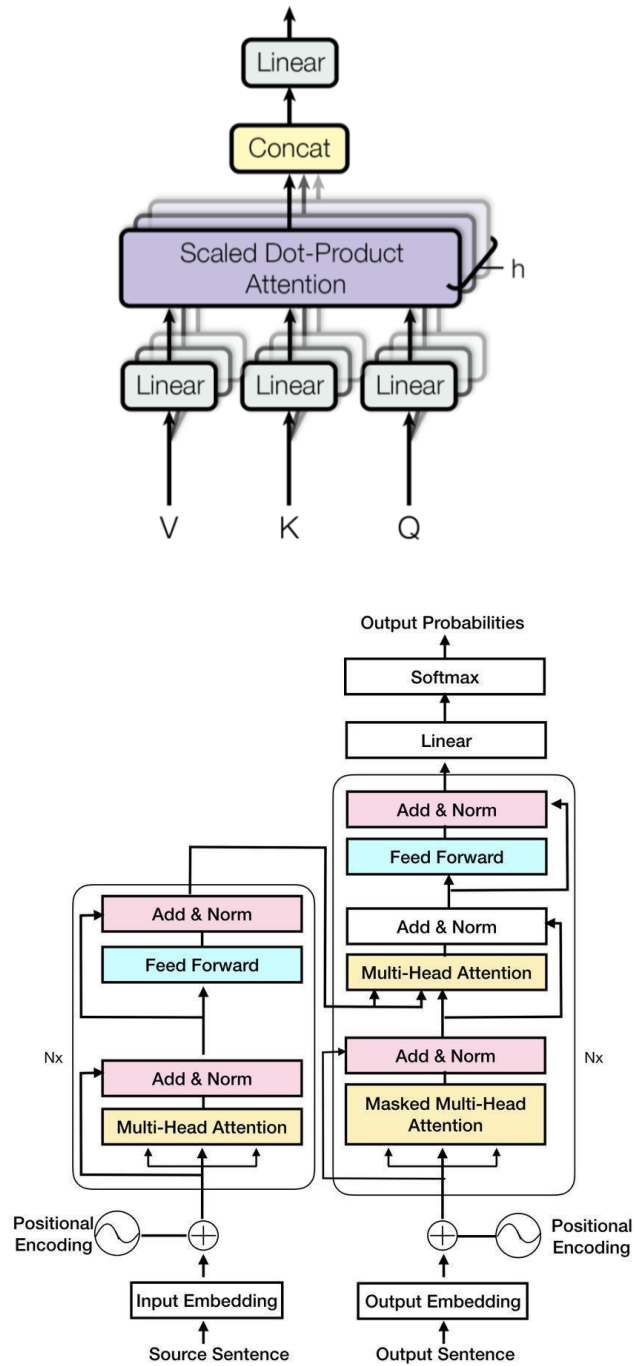 Linear
Concat
Scaled Dot-Product
Attention
h
Linear
Linear
Linear
V
K
Q
Output Probabilities
Softmax
Linear
Add & Norm
Feed Forward
Add & Norm
Multi-Head Attention
Add & Norm
Masked Multi-Head
Attention
Nx
Positional
Encoding
Output Embedding
Output Sentence
Add & Norm
Feed Forward
Nx
Add & Norm
Multi-Head Attention
Positional
Encoding
Input Embedding
Source Sentence